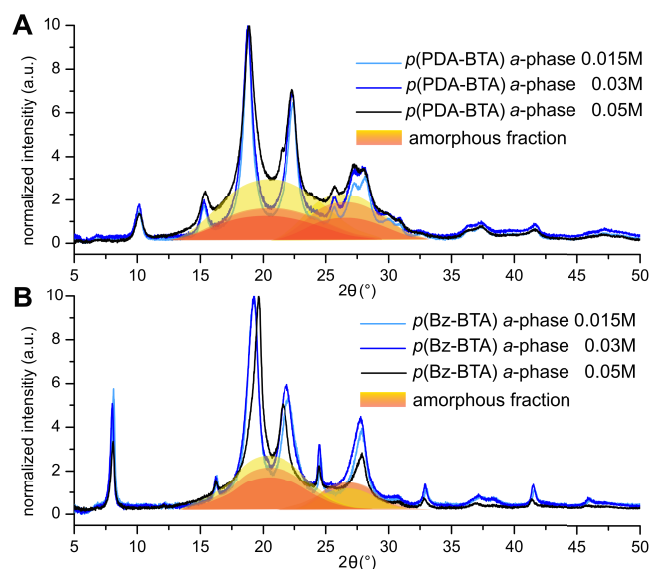 A
normalized intensitiy (a.u.)
10
8
6
4
2
0
p(PDA-BTA) a-phase 0.015M
p(PDA-BTA) a-phase 0.03M
p(PDA-BTA) a-phase 0.05M
amorphous fraction
5 10 15 20 25 30 35 40 45 50
2θ(°)
B
normalized intensitiy (a.u.)
10
8
6
4
2
0
p(Bz-BTA) a-phase 0.015M
p(Bz-BTA) a-phase 0.03M
p(Bz-BTA) a-phase 0.05M
amorphous fraction
5 10 15 20 25 30 35 40 45 50
2θ(°)